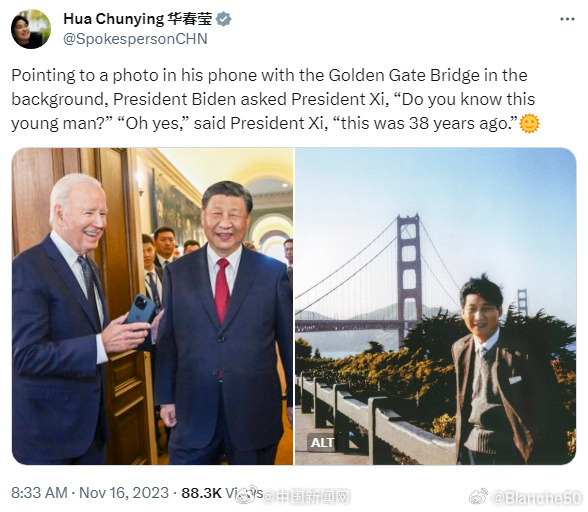 Hua Chunying 华春莹
@SpokespersonCHN
Pointing to a photo in his phone with the Golden Gate Bridge in the
background, President Biden asked President Xi, “Do you know this
young man?” “Oh yes,” said President Xi, “this was 38 years ago.”🌞
ALT
8:33 AM · Nov 16, 2023 · 88.3K Views
@中国新闻网
@Blanche50